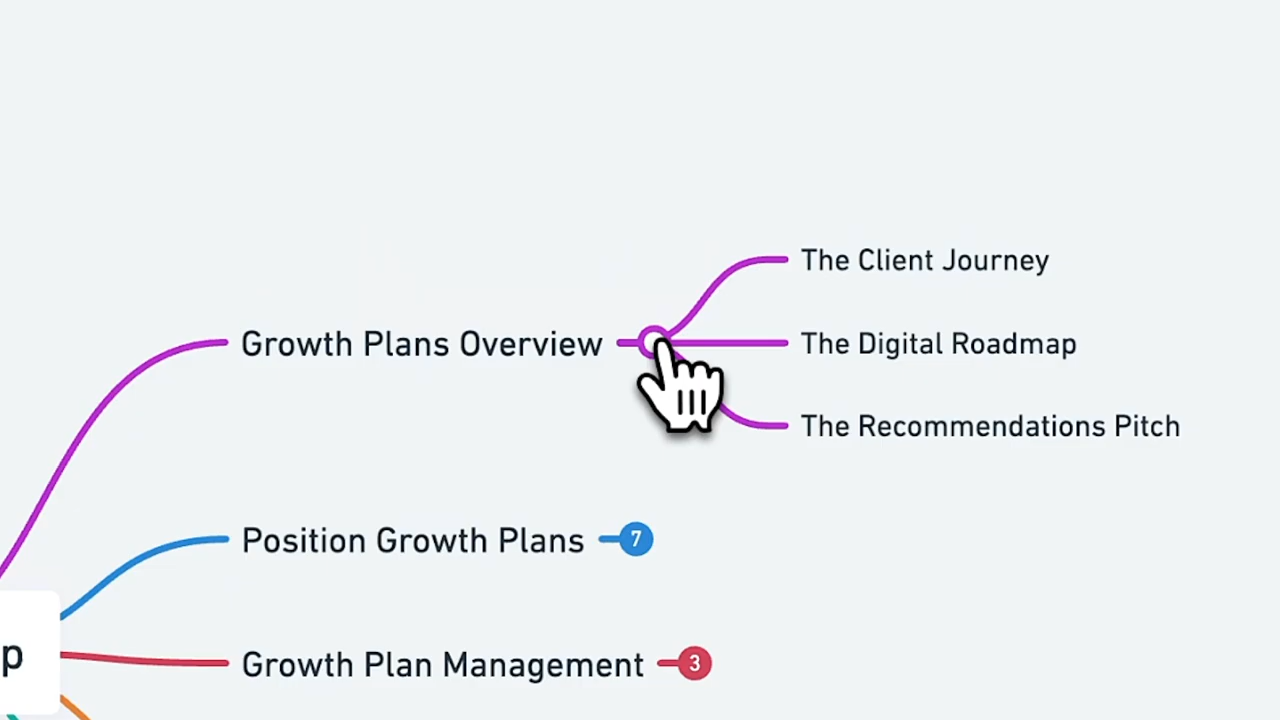 The Client Journey
Growth Plans Overview
The Digital Roadmap
The Recommendations Pitch
Position Growth Plans 7
p
Growth Plan Management 3